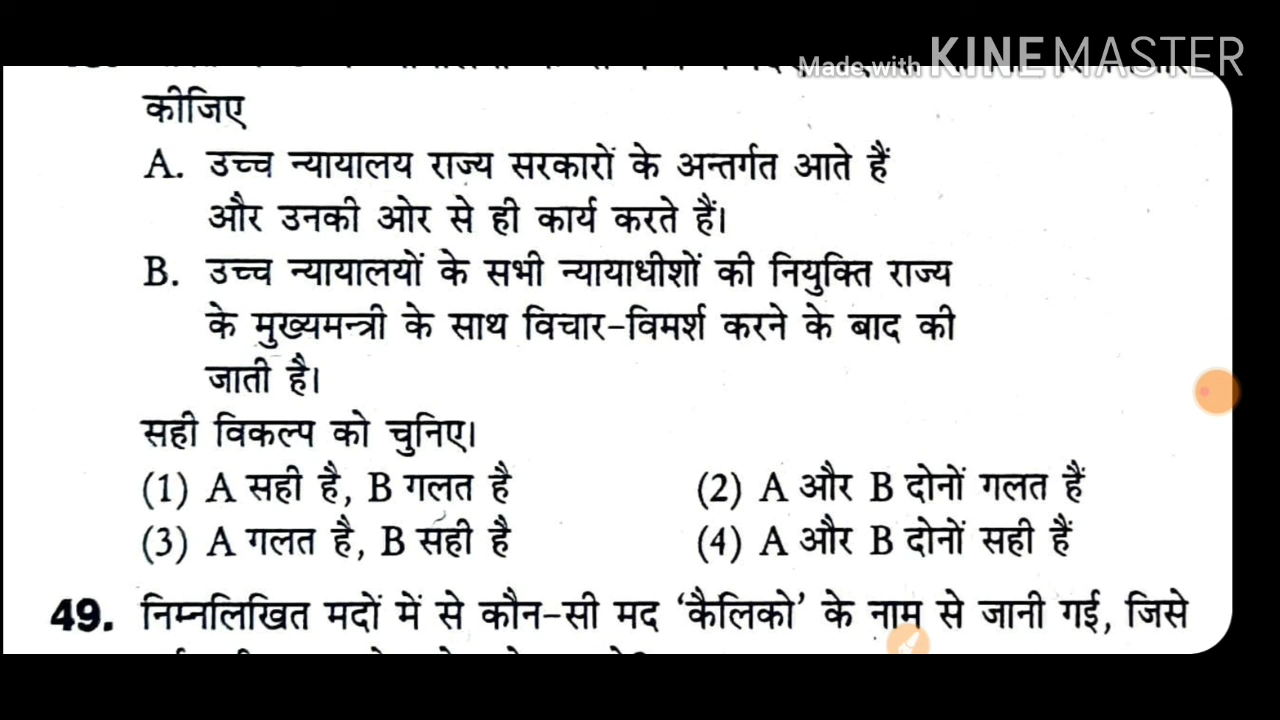 Made with KINEMASTER
कीजिए
A. उच्च न्यायालय राज्य सरकारों के अन्तर्गत आते हैं
और उनकी ओर से ही कार्य करते हैं।
B. उच्च न्यायालयों के सभी न्यायाधीशों की नियुक्ति राज्य
के मुख्यमन्त्री के साथ विचार-विमर्श करने के बाद की
जाती है।
सही विकल्प को चुनिए।
(1) A सही है, B गलत है (2) A और B दोनों गलत हैं
(3) A गलत है, B सही है (4) A और B दोनों सही हैं
49. निम्नलिखित मदों में से कौन-सी मद 'कैलिको' के नाम से जानी गई, जिसे